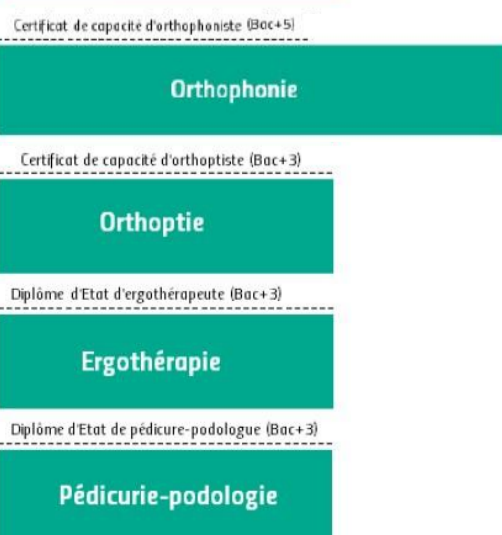 Certificat de capacité d'orthophoniste (Bac+5)
Orthophonie
Certificat de capacité d'orthoptiste (Bac+3)
Orthoptie
Diplôme d'Etat d'ergothérapeute (Bac+3)
Ergothérapie
Diplôme d'Etat de pédicure-podologue (Bac+3)
Pédicurie-podologie